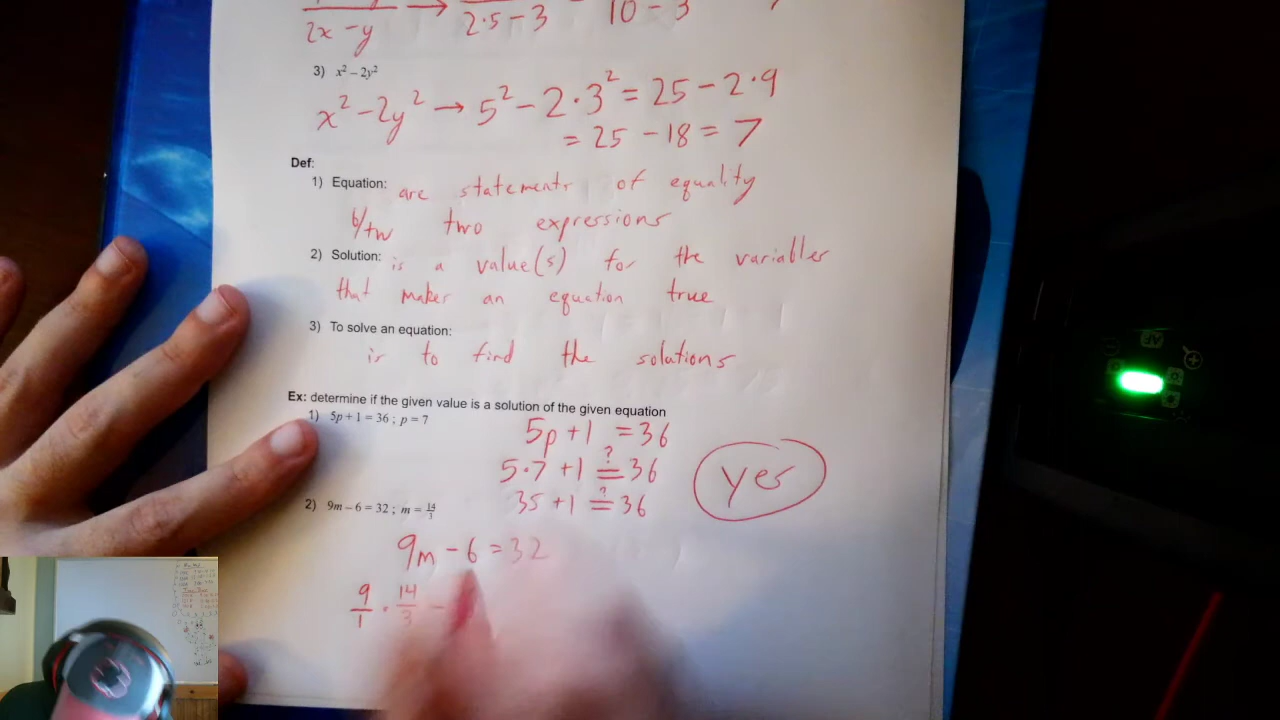 2x - y → 2·5 - 3 10 - 3
3) x² - 2y²
x² - 2y² → 5² - 2·3² = 25 - 2·9
= 25 - 18 = 7
Def:
1) Equation: are statements of equality
b/tw two expressions
2) Solution: is a value(s) for the variables
that makes an equation true
3) To solve an equation:
is to find the solutions
Ex: determine if the given value is a solution of the given equation
1) 5p + 1 = 36 ; p = 7
5p + 1 = 36
5·7 + 1 ≟ 36
35 + 1 ≟ 36
yes
2) 9m - 6 = 32 ; m = 14/3
9m - 6 = 32
9/1 · 14/3 -